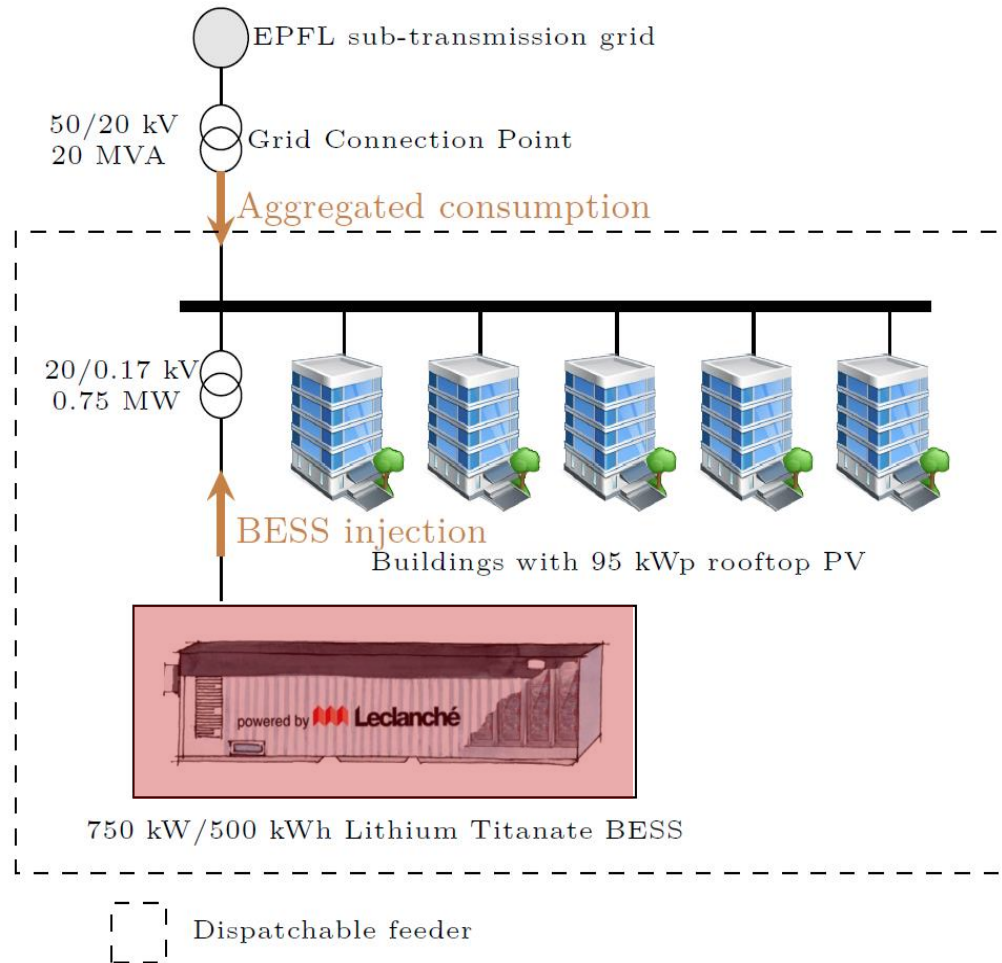 EPFL sub-transmission grid
50/20 kV
20 MVA
Grid Connection Point
Aggregated consumption
20/0.17 kV
0.75 MW
BESS injection
Buildings with 95 kWp rooftop PV
powered by Leclanché
750 kW/500 kWh Lithium Titanate BESS
Dispatchable feeder